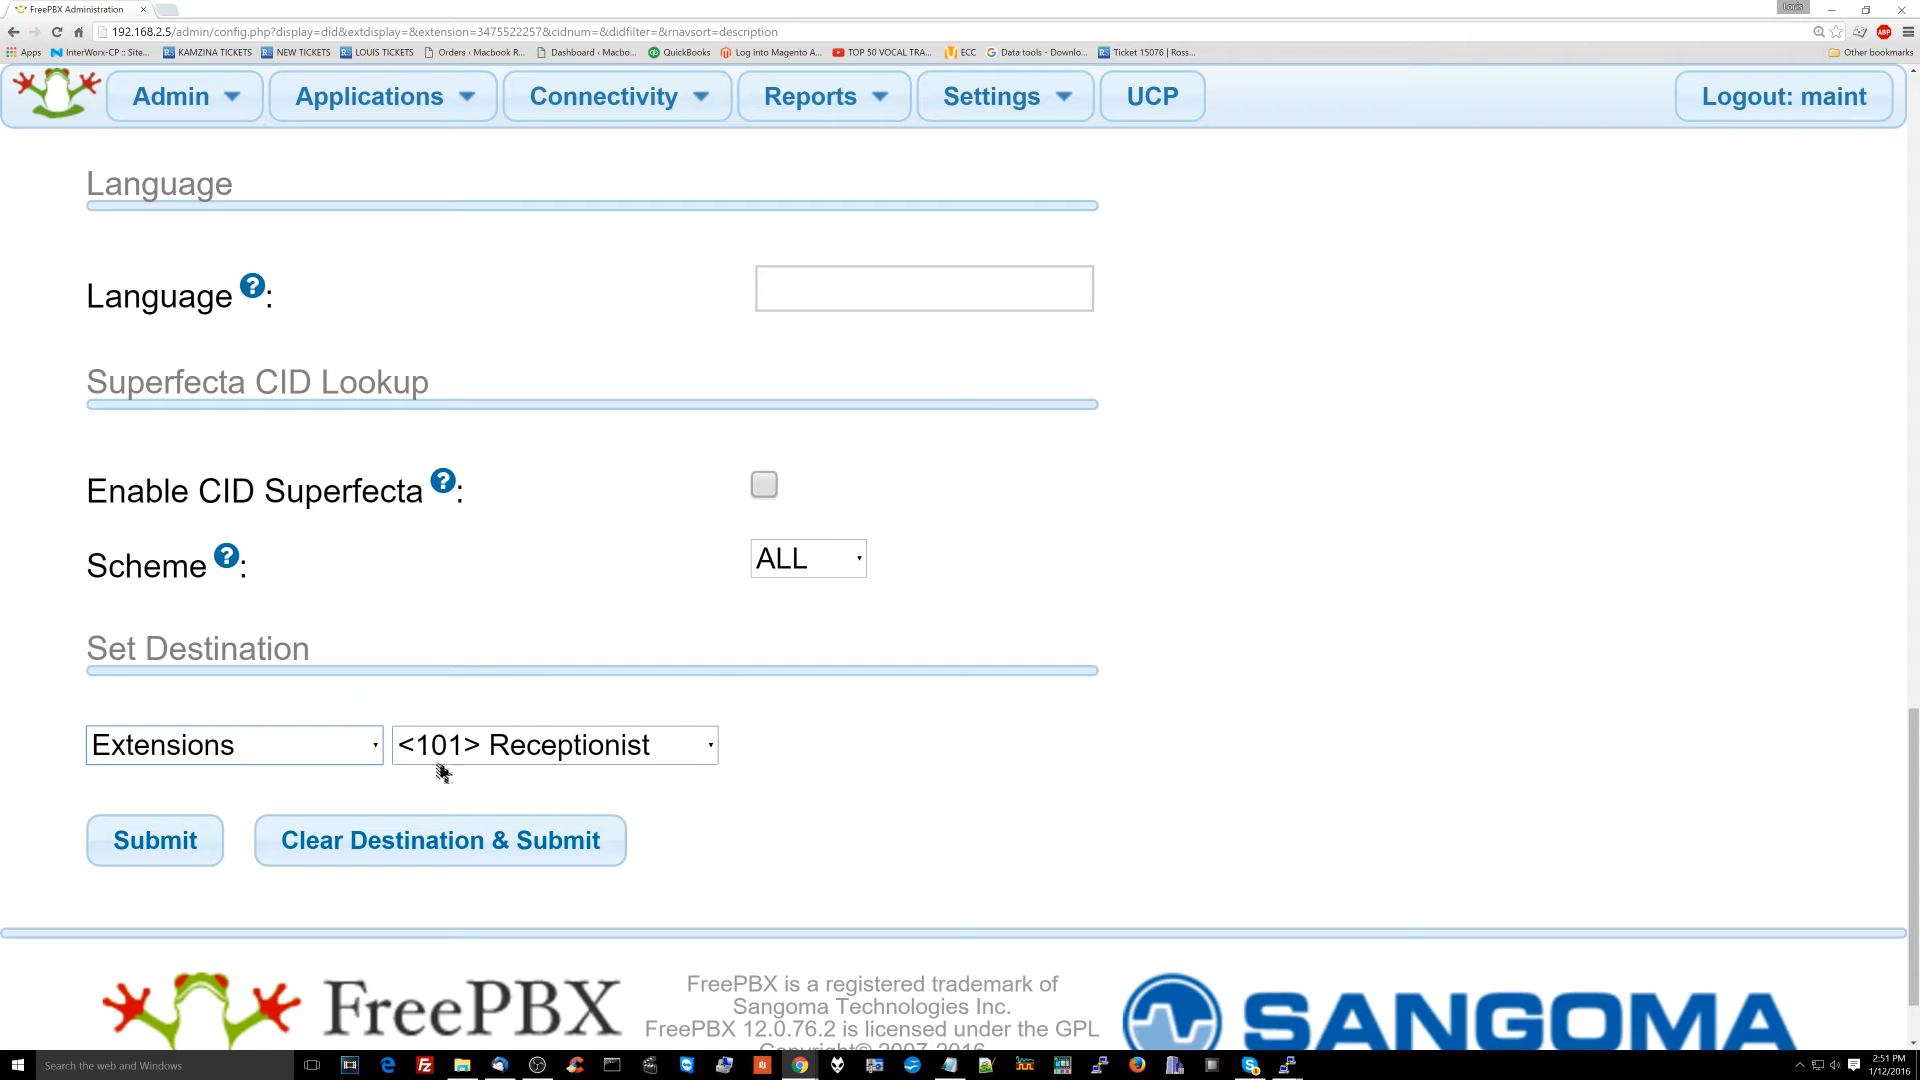 FreePBX Administration
Louis
192.168.2.5/admin/config.php?display=did&extdisplay=&extension=3475522257&cidnum=&didfilter=&rnavsort=description
ABP
Apps InterWorx-CP :: Site... KAMZINA TICKETS NEW TICKETS LOUIS TICKETS Orders ‹ Macbook R... Dashboard ‹ Macbo... QuickBooks Log into Magento A... TOP 50 VOCAL TRA... ECC Data tools - Downlo... Ticket 15076 | Ross... Other bookmarks
Admin Applications Connectivity Reports Settings UCP Logout: maint
Language
Language ?:
Superfecta CID Lookup
Enable CID Superfecta ?:
Scheme ?: ALL
Set Destination
Extensions <101> Receptionist
Submit Clear Destination & Submit
FreePBX
FreePBX is a registered trademark of
Sangoma Technologies Inc.
FreePBX 12.0.76.2 is licensed under the GPL
Copyright© 2007-2016
SANGOMA
Search the web and Windows
2:51 PM
1/12/2016